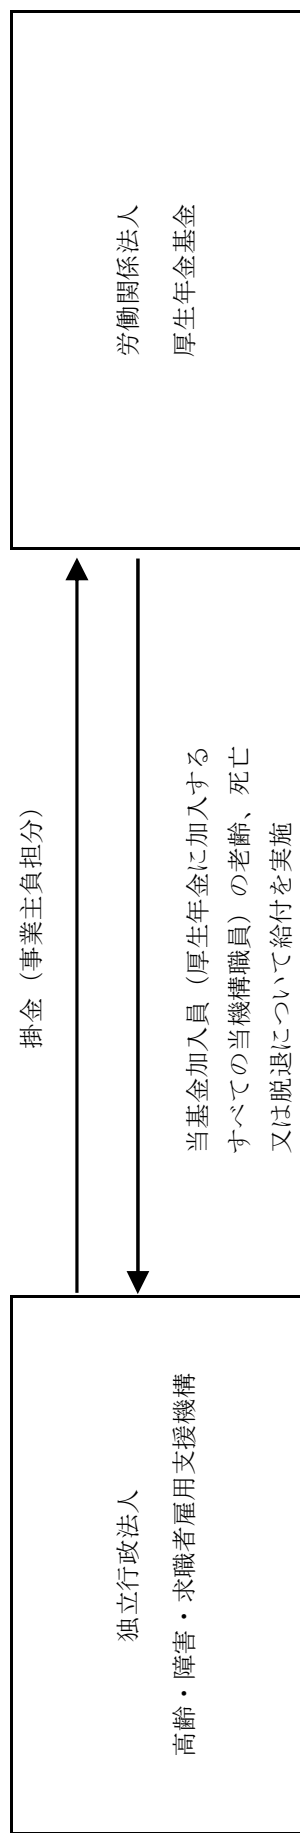 独立行政法人
高齢・障害・求職者雇用支援機構
掛金（事業主負担分）
当基金加入員（厚生年金に加入する
すべての当機構職員）の老齢、死亡
又は脱退について給付を実施
労働関係法人
厚生年金基金